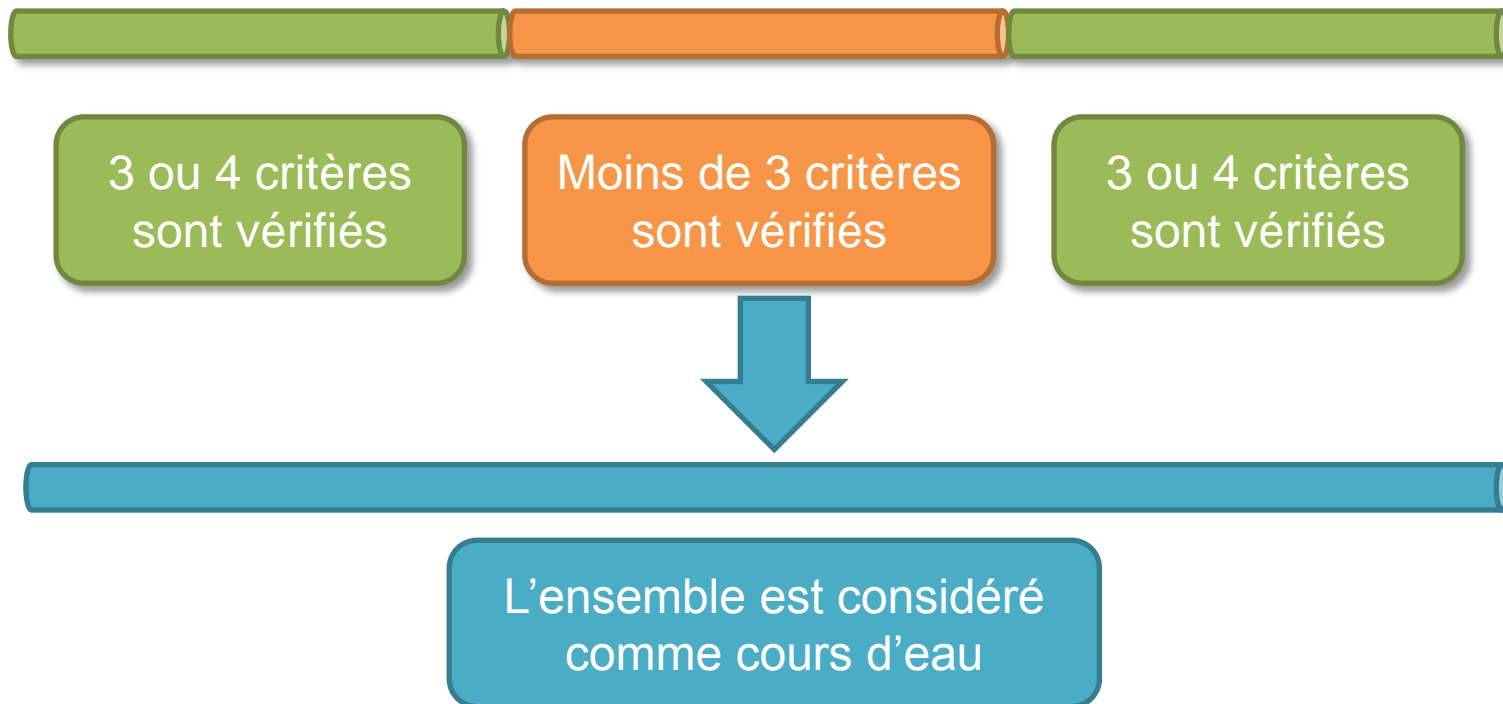 3 ou 4 critères
sont vérifiés
Moins de 3 critères
sont vérifiés
3 ou 4 critères
sont vérifiés
L’ensemble est considéré
comme cours d’eau